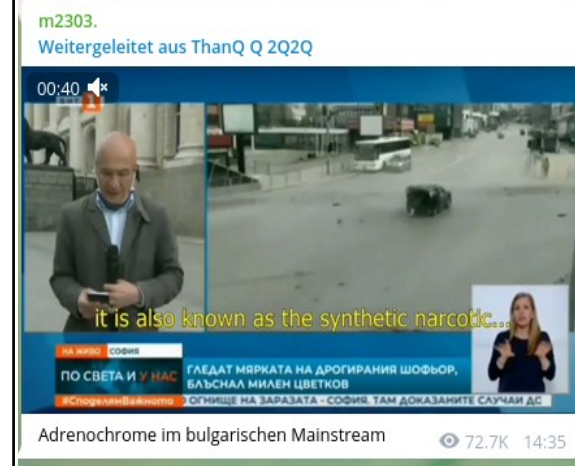 m2303.
Weitergeleitet aus ThanQ Q 2Q2Q
00:40
1
it is also known as the synthetic narcotic...
НА ЖИВО СОФИЯ
ПО СВЕТА И У НАС
ГЛЕДАТ МЯРКАТА НА ДРОГИРАНИЯ ШОФЬОР,
БЛЪСНАЛ МИЛЕН ЦВЕТКОВ
#СподелямВажното О ОГНИЩЕ НА ЗАРАЗАТА - СОФИЯ. ТАМ ДОКАЗАНИТЕ СЛУЧАИ ДО
Adrenochrome im bulgarischen Mainstream
72.7K 14:35